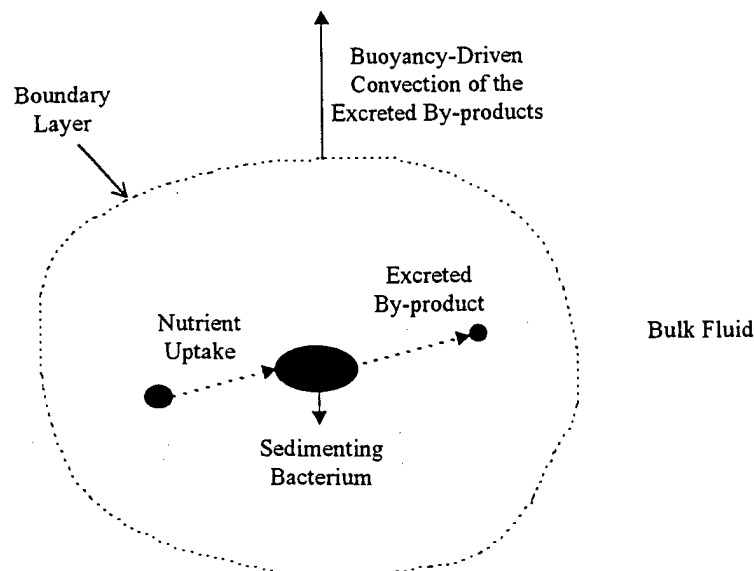 Buoyancy-Driven
Convection of the
Excreted By-products
Boundary
Layer
Excreted
By-product
Nutrient
Uptake
Bulk Fluid
Sedimenting
Bacterium